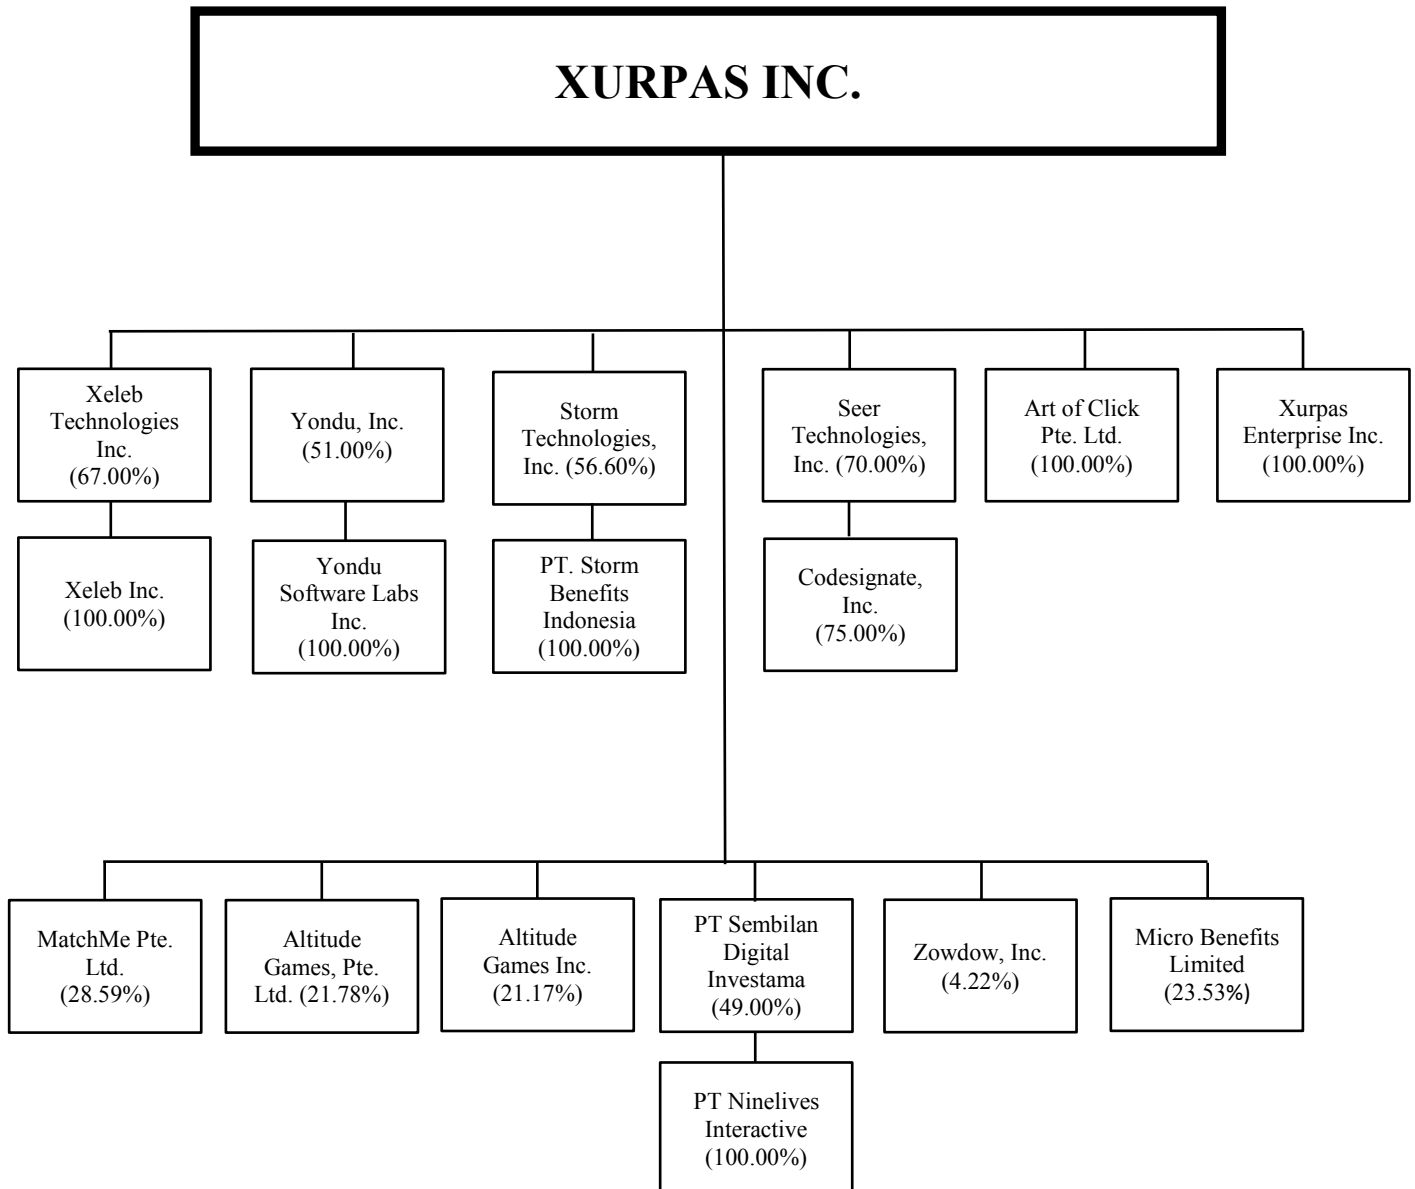 XURPAS INC.
Xeleb
Technologies
Inc.
(67.00%)
Yondu, Inc.
(51.00%)
Storm
Technologies,
Inc. (56.60%)
Seer
Technologies,
Inc. (70.00%)
Art of Click
Pte. Ltd.
(100.00%)
Xurpas
Enterprise Inc.
(100.00%)
Xeleb Inc.
(100.00%)
Yondu
Software Labs
Inc.
(100.00%)
PT. Storm
Benefits
Indonesia
(100.00%)
Codesignate,
Inc.
(75.00%)
MatchMe Pte.
Ltd.
(28.59%)
Altitude
Games, Pte.
Ltd. (21.78%)
Altitude
Games Inc.
(21.17%)
PT Sembilan
Digital
Investama
(49.00%)
Zowdow, Inc.
(4.22%)
Micro Benefits
Limited
(23.53%)
PT Ninelives
Interactive
(100.00%)